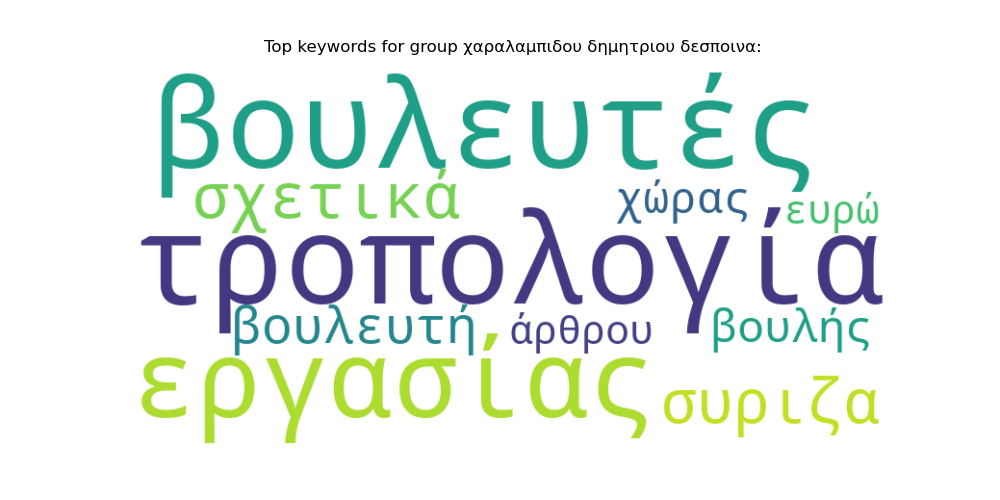 Top keywords for group χαραλαμπιδου δημητριου δεσποινα:
βουλευτές
σχετικά χώρας ευρώ
τροπολογία
βουλευτή άρθρου βουλής
εργασίας συριζα